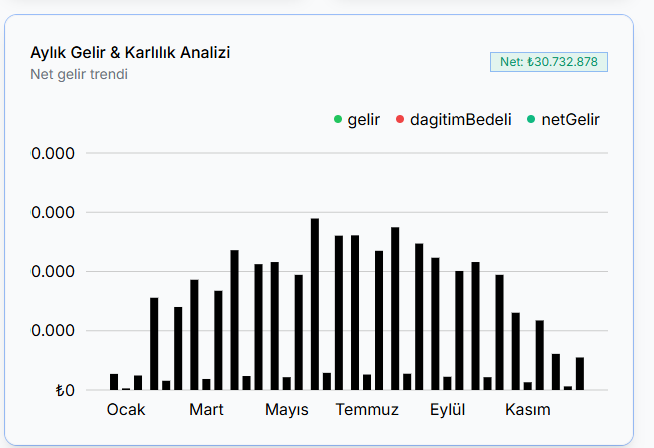 Aylık Gelir & Karlılık Analizi
Net gelir trendi
Net: ₺30.732.878
gelir dagitimBedeli netGelir
0.000
0.000
0.000
0.000
₺0
Ocak Mart Mayıs Temmuz Eylül Kasım